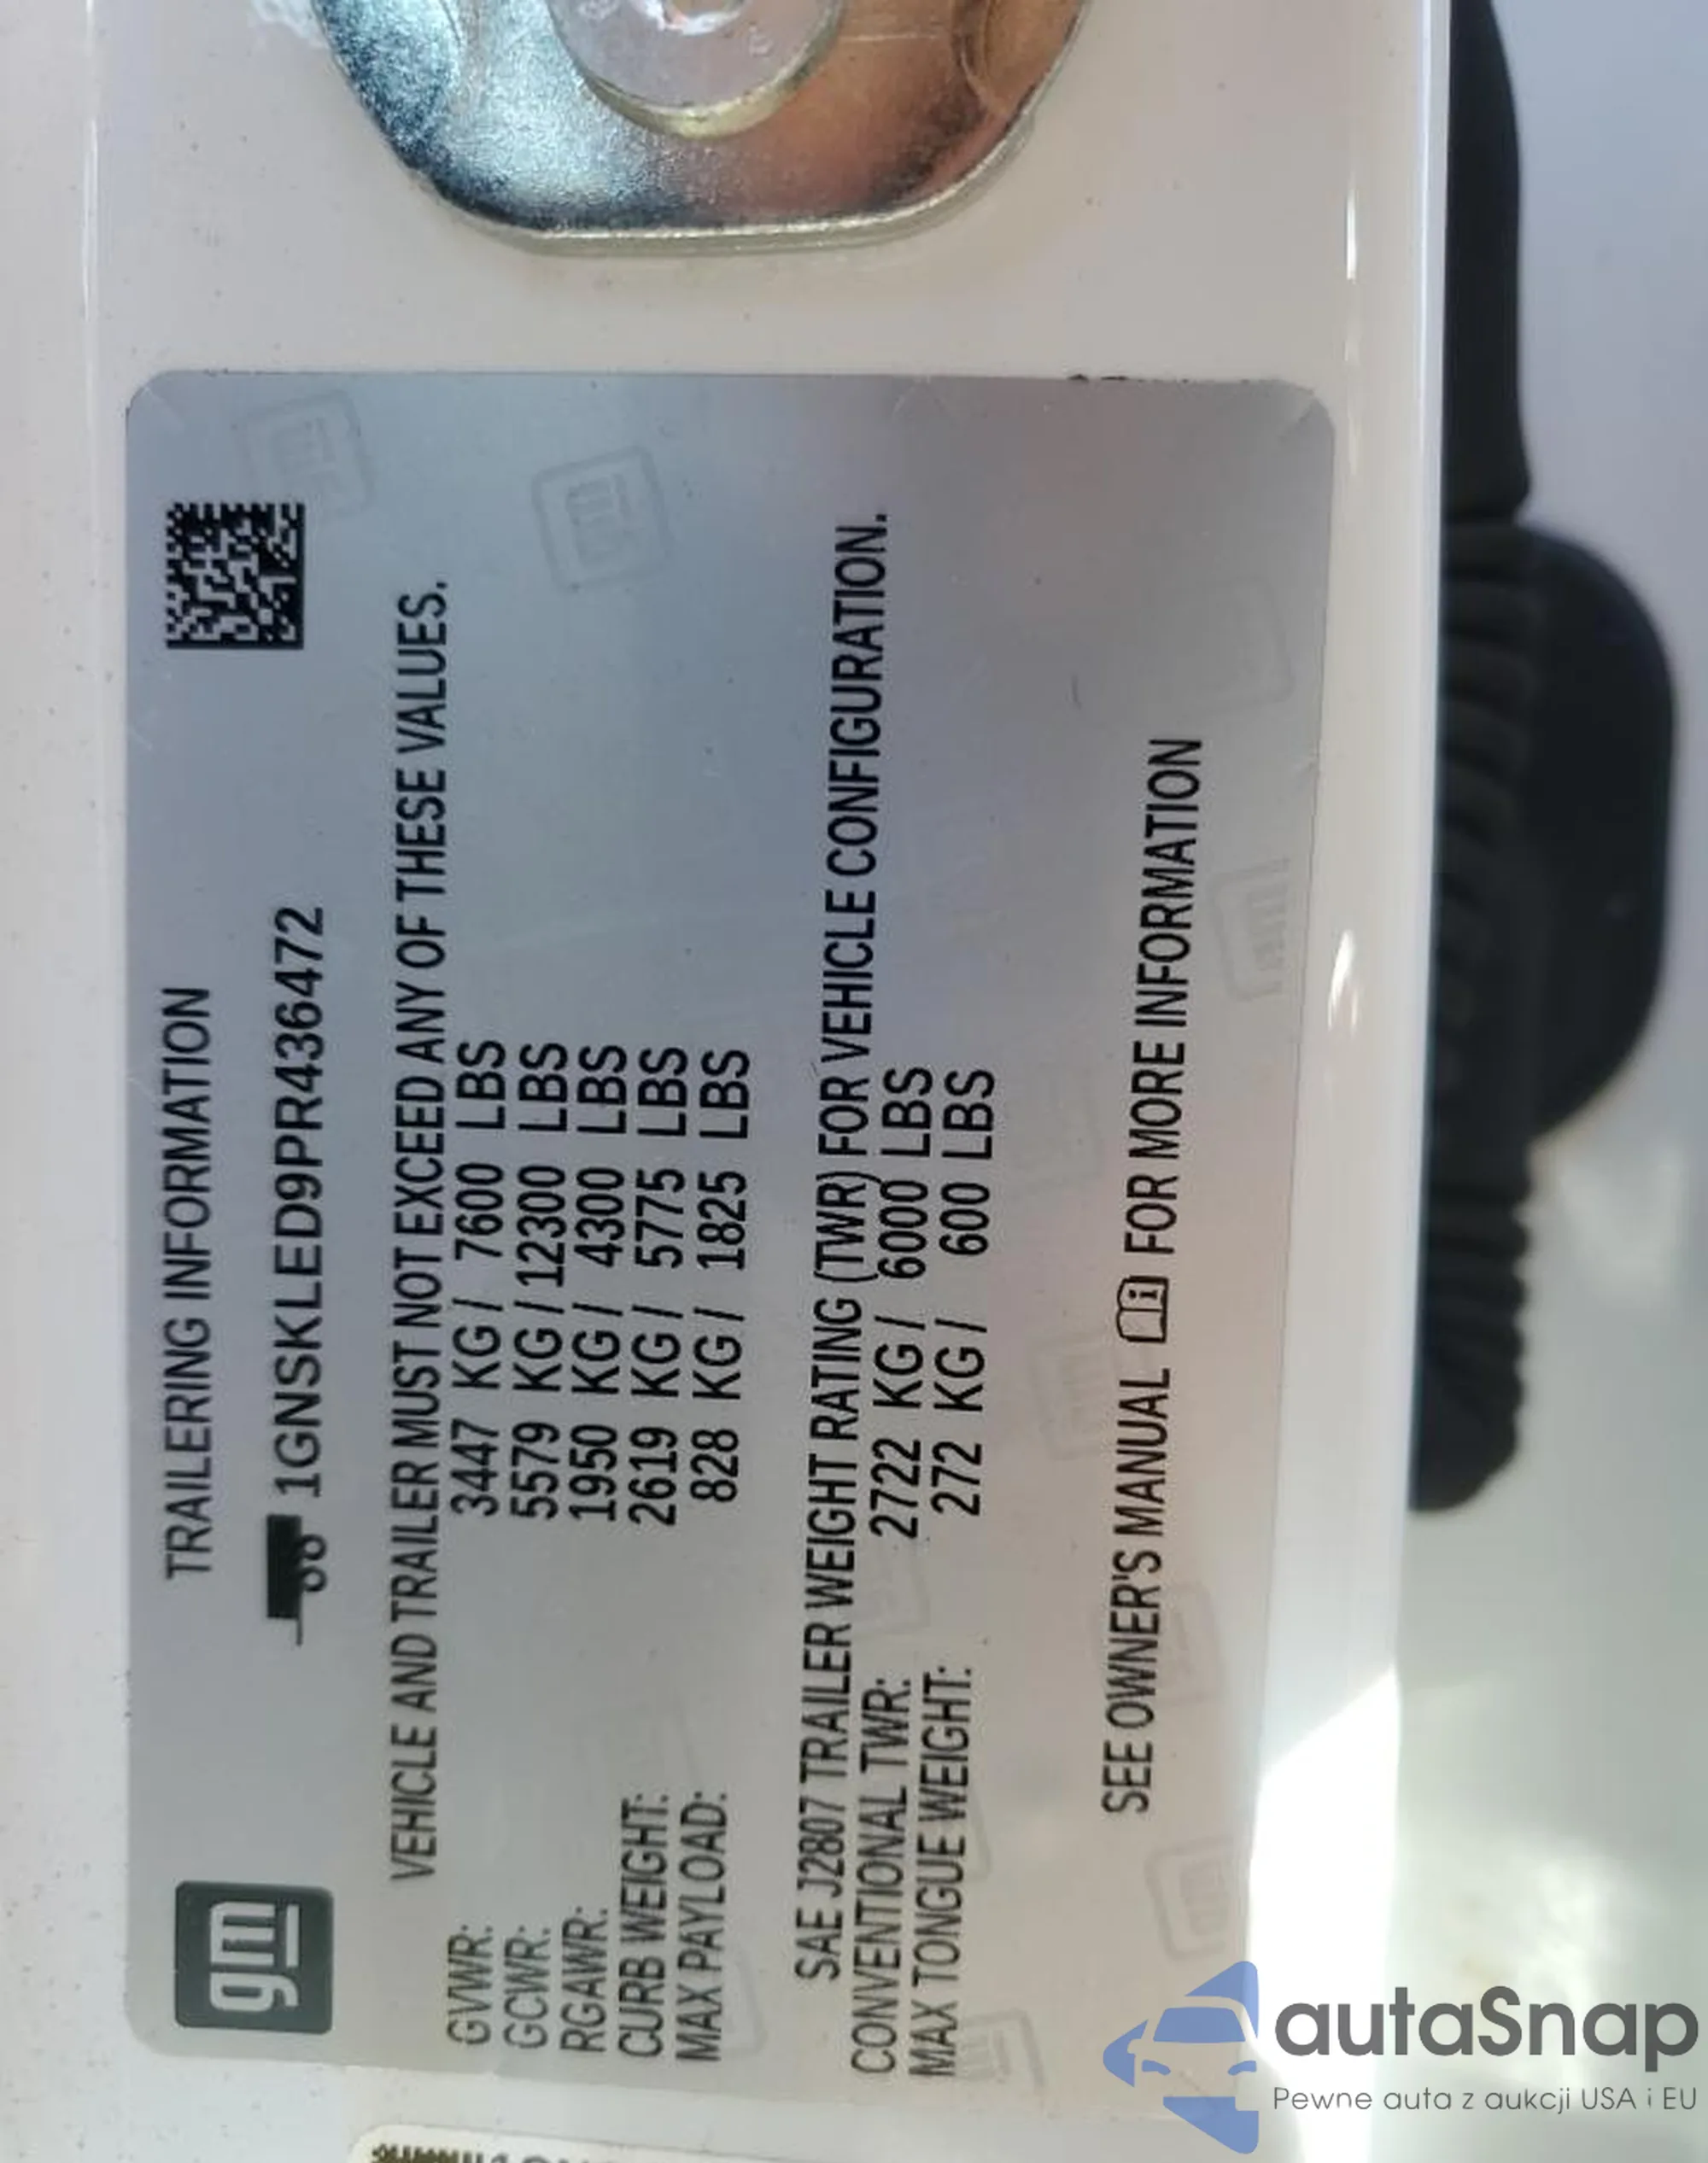 gm
TRAILERING INFORMATION
1GNSKLED9PR436472
VEHICLE AND TRAILER MUST NOT EXCEED ANY OF THESE VALUES.
GVWR: 3447 KG / 7600 LBS
GCWR: 5579 KG / 12300 LBS
RGAWR: 1950 KG / 4300 LBS
CURB WEIGHT: 2619 KG / 5775 LBS
MAX PAYLOAD: 828 KG / 1825 LBS
SAE J2807 TRAILER WEIGHT RATING (TWR) FOR VEHICLE CONFIGURATION.
CONVENTIONAL TWR: 2722 KG / 6000 LBS
MAX TONGUE WEIGHT: 272 KG / 600 LBS
SEE OWNER'S MANUAL FOR MORE INFORMATION
autaSnap
Pewne auta z aukcji USA i EU